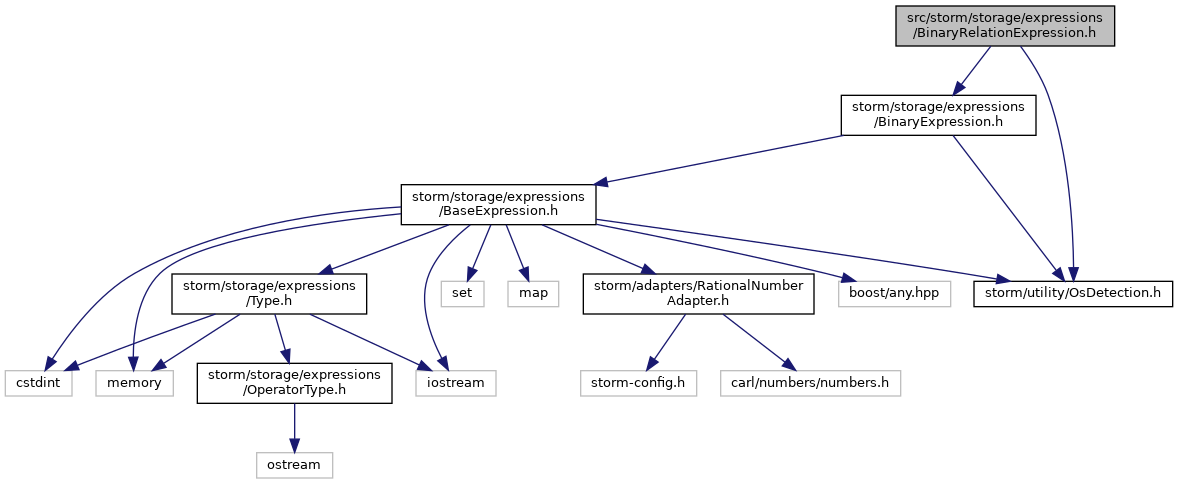 src/storm/storage/expressions
/BinaryRelationExpression.h
storm/storage/expressions
/BinaryExpression.h
storm/storage/expressions
/BaseExpression.h
storm/storage/expressions
/Type.h
set
map
storm/adapters/RationalNumber
Adapter.h
boost/any.hpp
storm/utility/OsDetection.h
cstdint
memory
storm/storage/expressions
/OperatorType.h
iostream
storm-config.h
carl/numbers/numbers.h
ostream